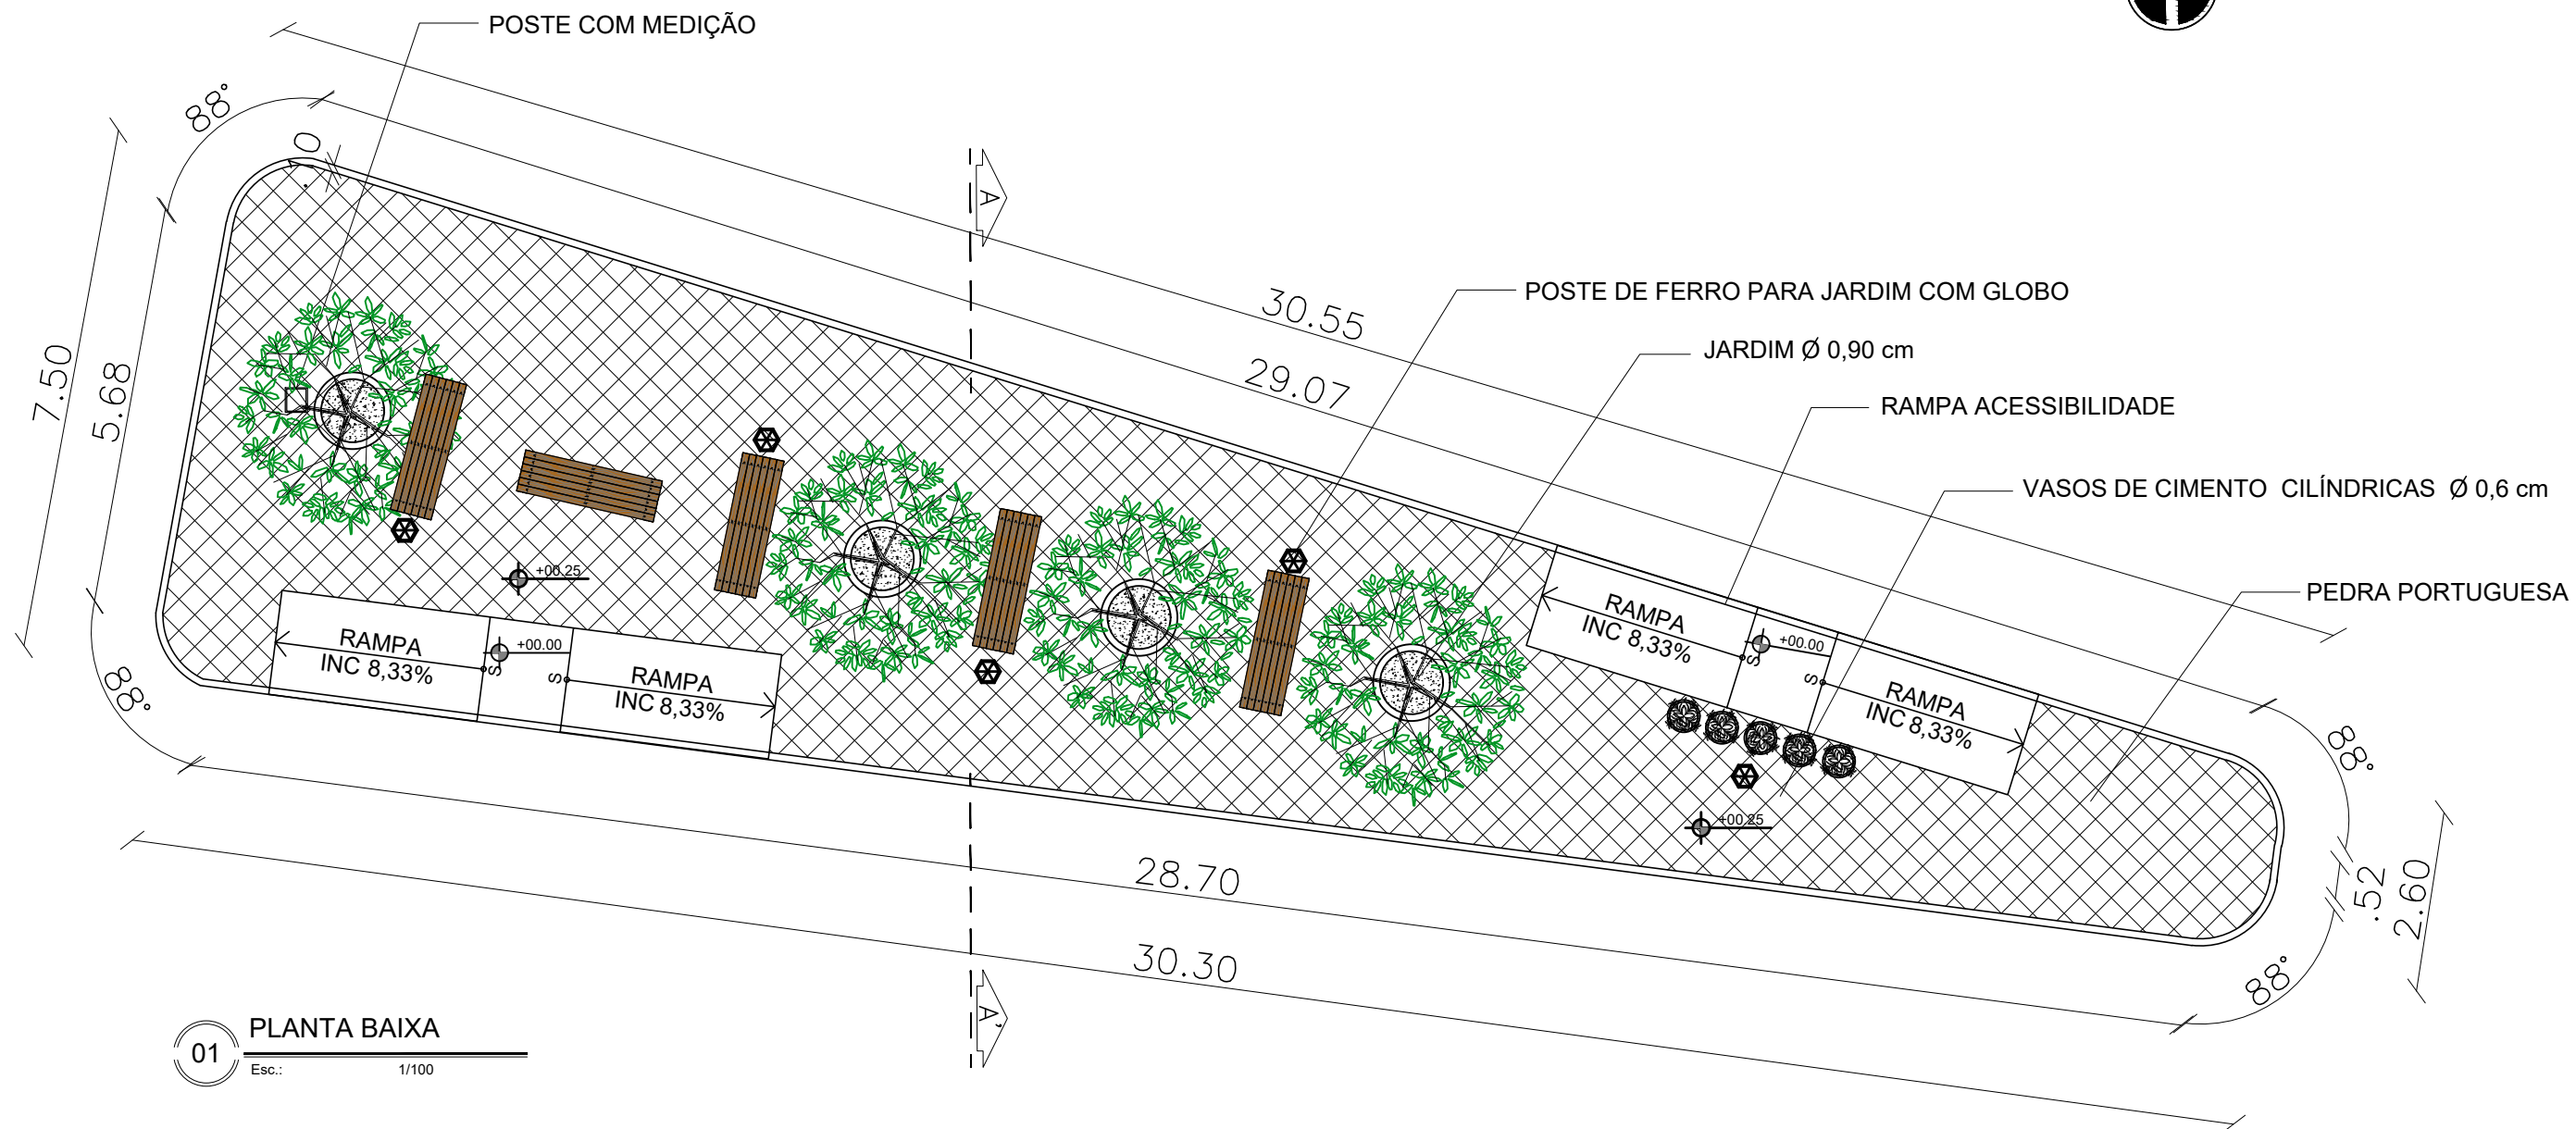 POSTE COM MEDIÇÃO
88°
.10
A
7.50
5.68
30.55
29.07
POSTE DE FERRO PARA JARDIM COM GLOBO
JARDIM Ø 0,90 cm
RAMPA ACESSIBILIDADE
VASOS DE CIMENTO  CILÍNDRICAS  Ø 0,6 cm
PEDRA PORTUGUESA
+00.25
RAMPA
INC 8,33%
S
+00.00
S
RAMPA
INC 8,33%
RAMPA
INC 8,33%
S
+00.00
S
RAMPA
INC 8,33%
88°
88°
+00.25
.52
2.60
28.70
30.30
88°
A'
01
PLANTA BAIXA
Esc.:
1/100